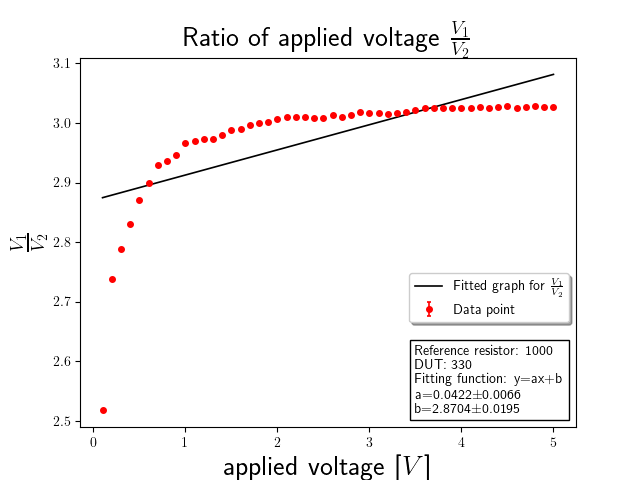 Ratio of applied voltage V₁/V₂
3.1
3.0
2.9
2.8
2.7
2.6
2.5
V₁/V₂
Fitted graph for V₁/V₂
Data point
Reference resistor: 1000
DUT: 330
Fitting function: y=ax+b
a=0.0422±0.0066
b=2.8704±0.0195
0 1 2 3 4 5
applied voltage [V]